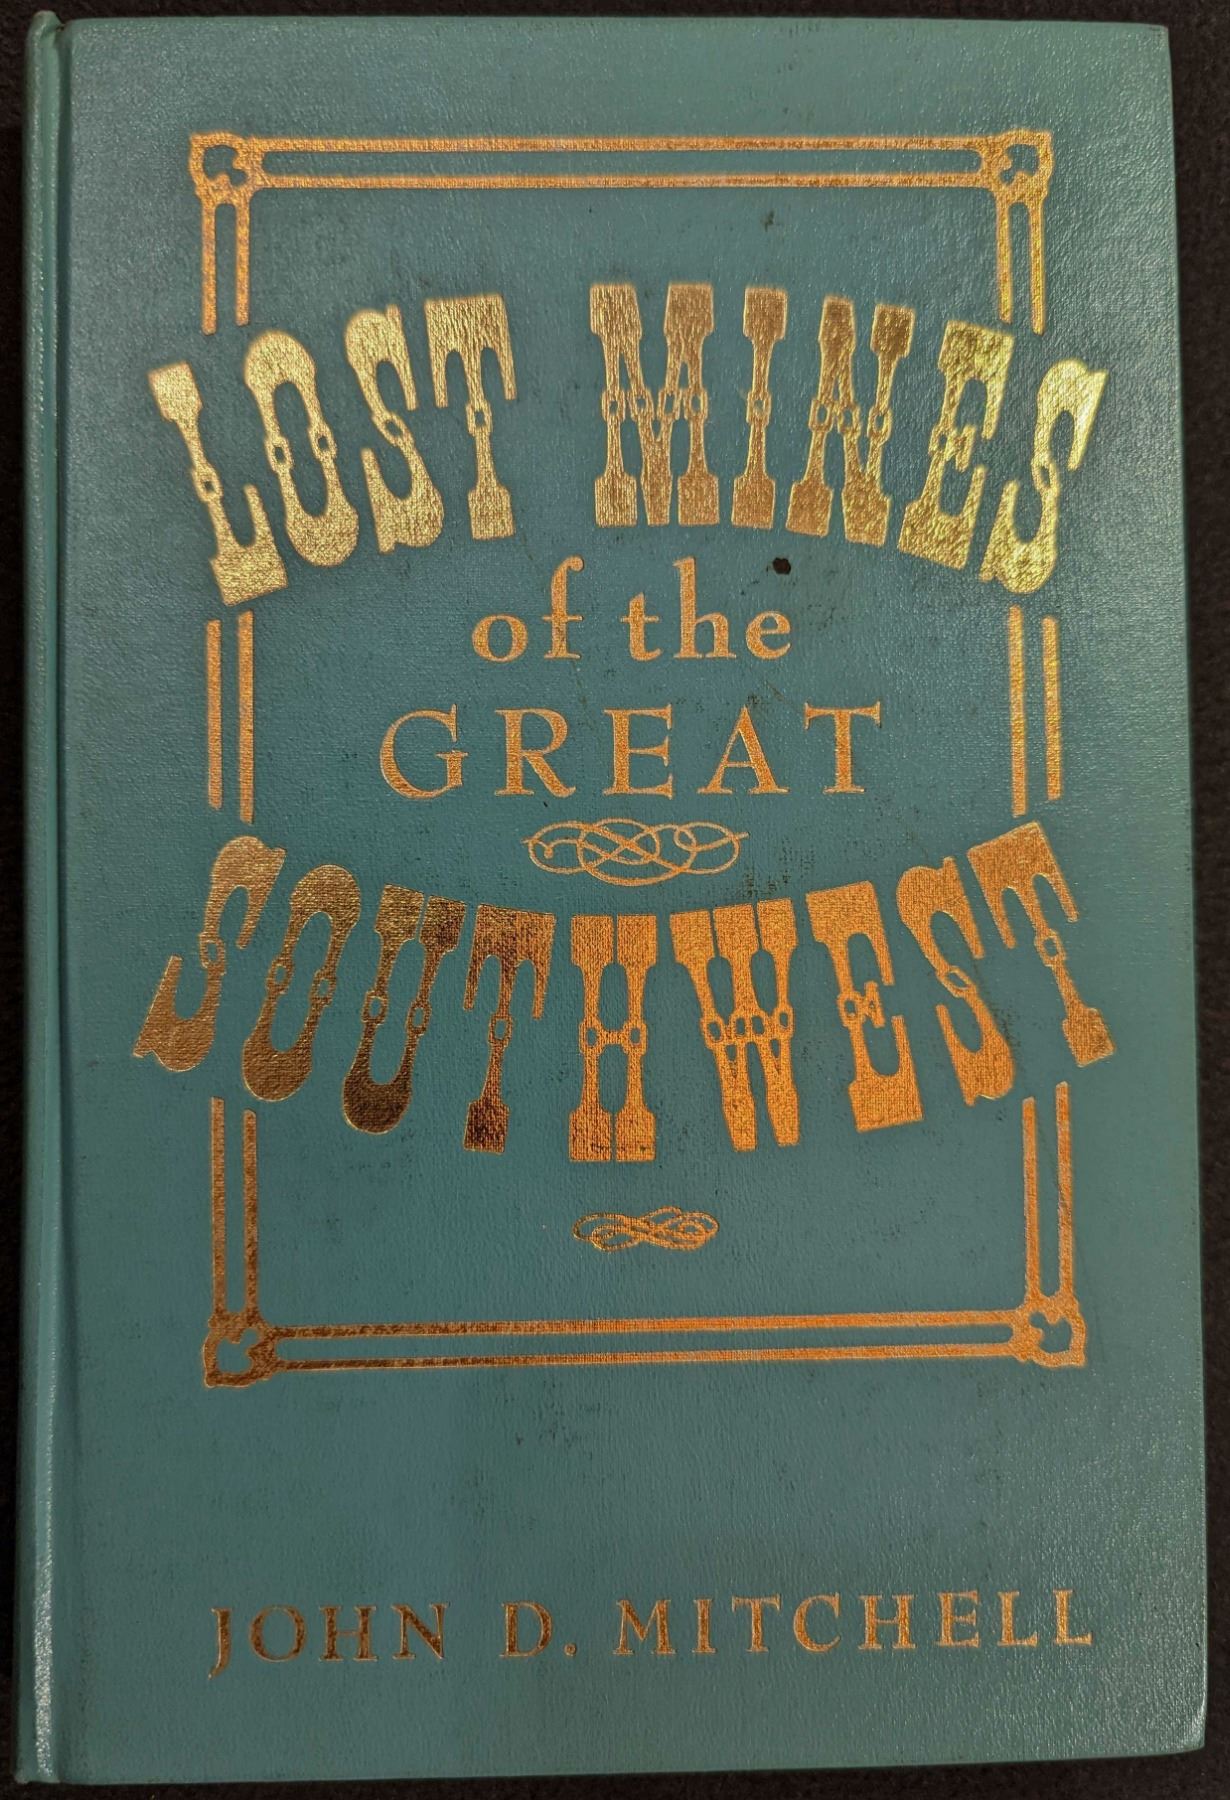 LOST MINES
of the
GREAT
SOUTHWEST
JOHN D. MITCHELL